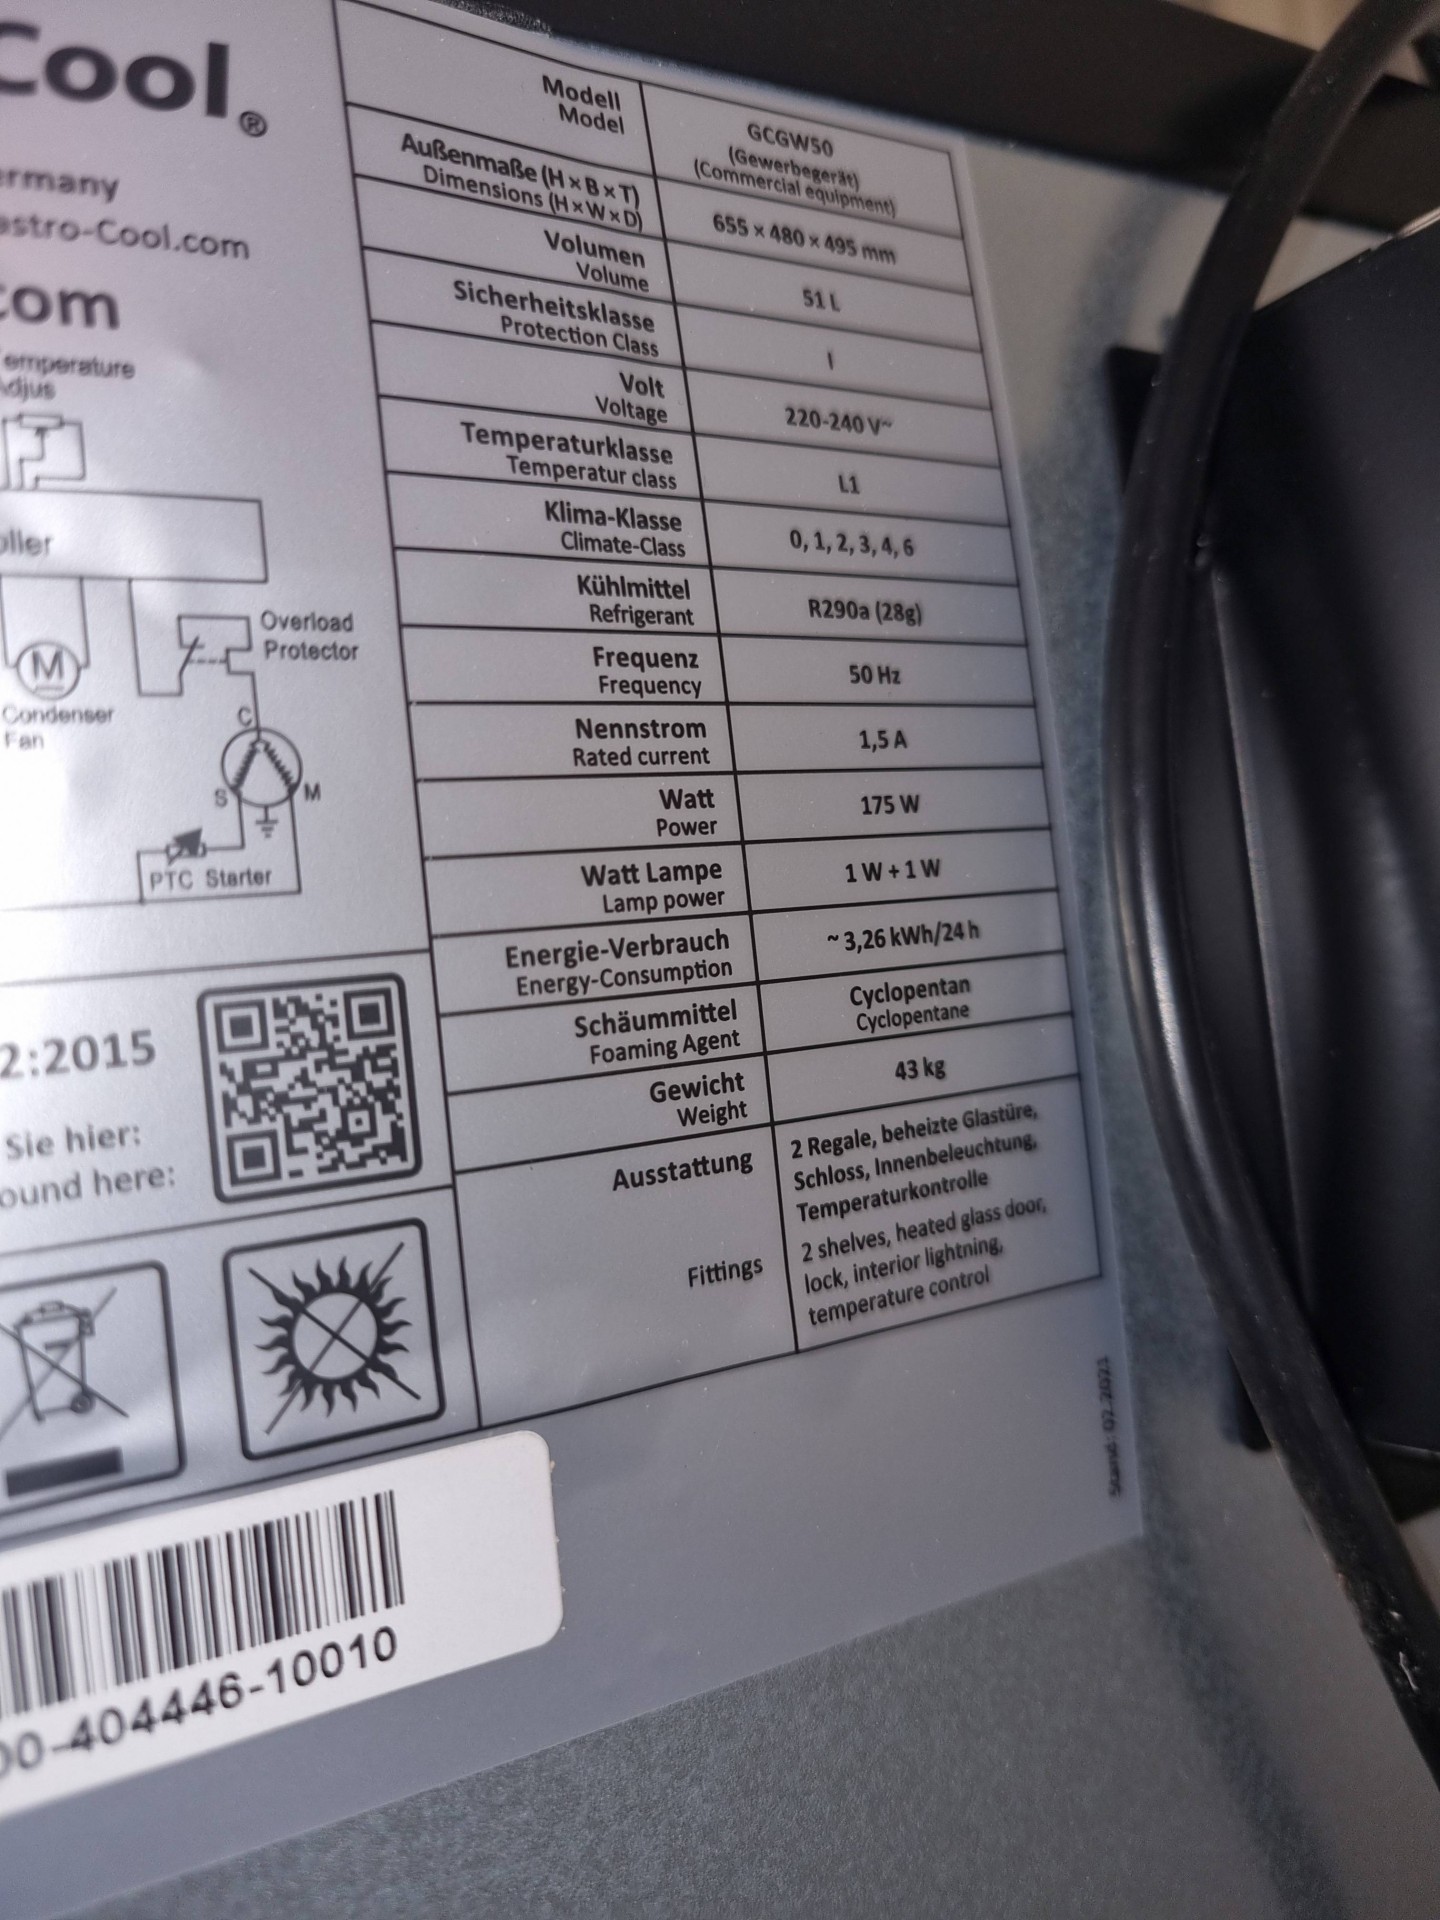 Cool®
ermany
astro-Cool.com
com
emperature
Adjus
oller
Overload
Protector
M
Condenser
Fan
C
S
M
PTC Starter
2:2015
Sie hier:
ound here:
00-404446-10010
Modell
Model
GCGW50
(Gewerbegerät)
(Commercial equipment)
Außenmaße (H × B × T)
Dimensions (H × W × D)
655 × 480 × 495 mm
Volumen
Volume
51 L
Sicherheitsklasse
Protection Class
I
Volt
Voltage
220-240 V~
Temperaturklasse
Temperatur class
L1
Klima-Klasse
Climate-Class
0, 1, 2, 3, 4, 6
Kühlmittel
Refrigerant
R290a (28g)
Frequenz
Frequency
50 Hz
Nennstrom
Rated current
1,5 A
Watt
Power
175 W
Watt Lampe
Lamp power
1 W + 1 W
Energie-Verbrauch
Energy-Consumption
~ 3,26 kWh/24 h
Schäummittel
Foaming Agent
Cyclopentan
Cyclopentane
Gewicht
Weight
43 kg
Ausstattung
2 Regale, beheizte Glastüre,
Schloss, Innenbeleuchtung,
Temperaturkontrolle
Fittings
2 shelves, heated glass door,
lock, interior lightning,
temperature control
Stand: 02.2021